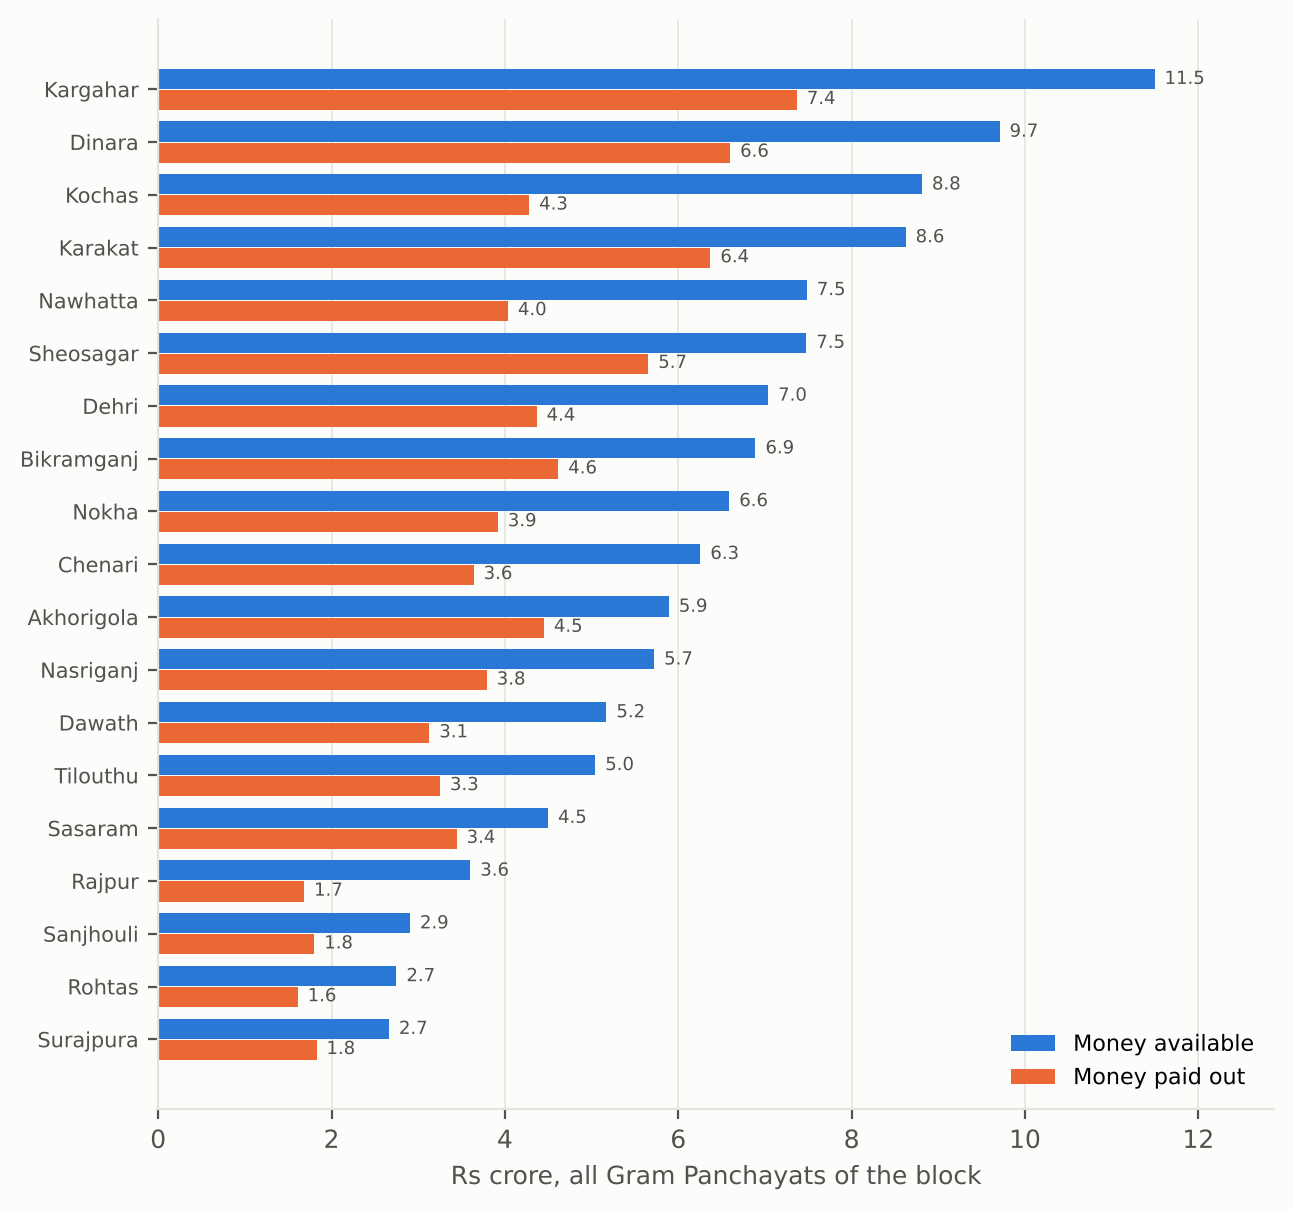 Kargahar 11.5
7.4
Dinara 9.7
6.6
Kochas 8.8
4.3
Karakat 8.6
6.4
Nawhatta 7.5
4.0
Sheosagar 7.5
5.7
Dehri 7.0
4.4
Bikramganj 6.9
4.6
Nokha 6.6
3.9
Chenari 6.3
3.6
Akhorigola 5.9
4.5
Nasriganj 5.7
3.8
Dawath 5.2
3.1
Tilouthu 5.0
3.3
Sasaram 4.5
3.4
Rajpur 3.6
1.7
Sanjhouli 2.9
1.8
Rohtas 2.7
1.6
Surajpura 2.7
1.8
Money available
Money paid out
0 2 4 6 8 10 12
Rs crore, all Gram Panchayats of the block